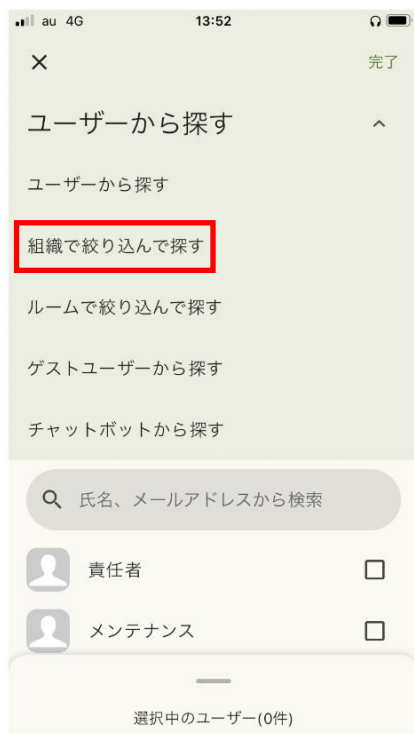 au 4G 13:52
完了
ユーザーから探す
ユーザーから探す
組織で絞り込んで探す
ルームで絞り込んで探す
ゲストユーザーから探す
チャットボットから探す
氏名、メールアドレスから検索
責任者
メンテナンス
選択中のユーザー(0件)